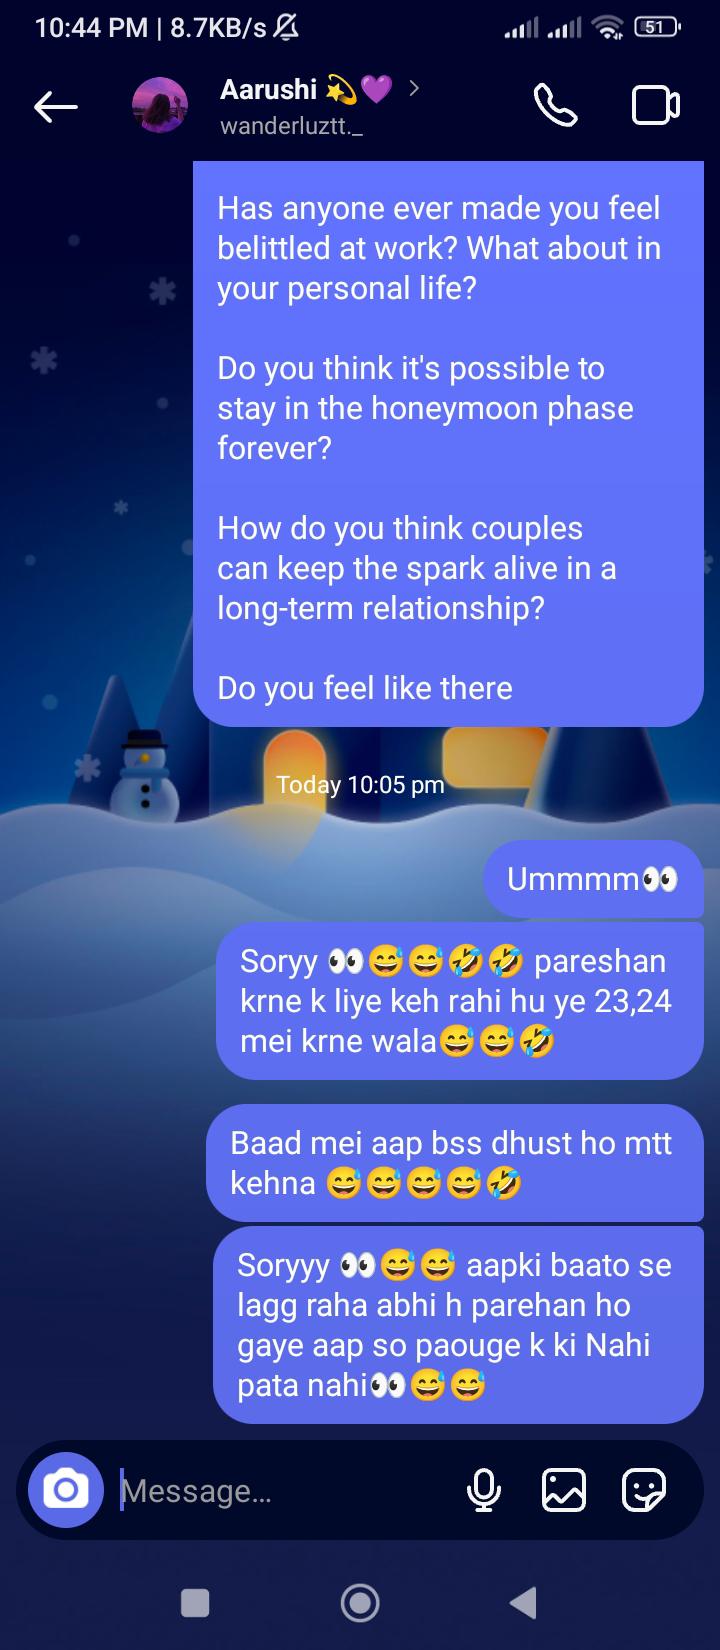 10:44 PM | 8.7KB/s
51
Aarushi 💫💜
wanderluztt._
Has anyone ever made you feel
belittled at work? What about in
your personal life?
Do you think it's possible to
stay in the honeymoon phase
forever?
How do you think couples
can keep the spark alive in a
long-term relationship?
Do you feel like there
Today 10:05 pm
Ummmm👀
Soryy 👀😅😅🤣🤣 pareshan
krne k liye keh rahi hu ye 23,24
mei krne wala😅😅🤣
Baad mei aap bss dhust ho mtt
kehna 😅😅😅😅🤣
Soryyy 👀😅😅 aapki baato se
lagg raha abhi h parehan ho
gaye aap so paouge k ki Nahi
pata nahi👀😅😅
Message...